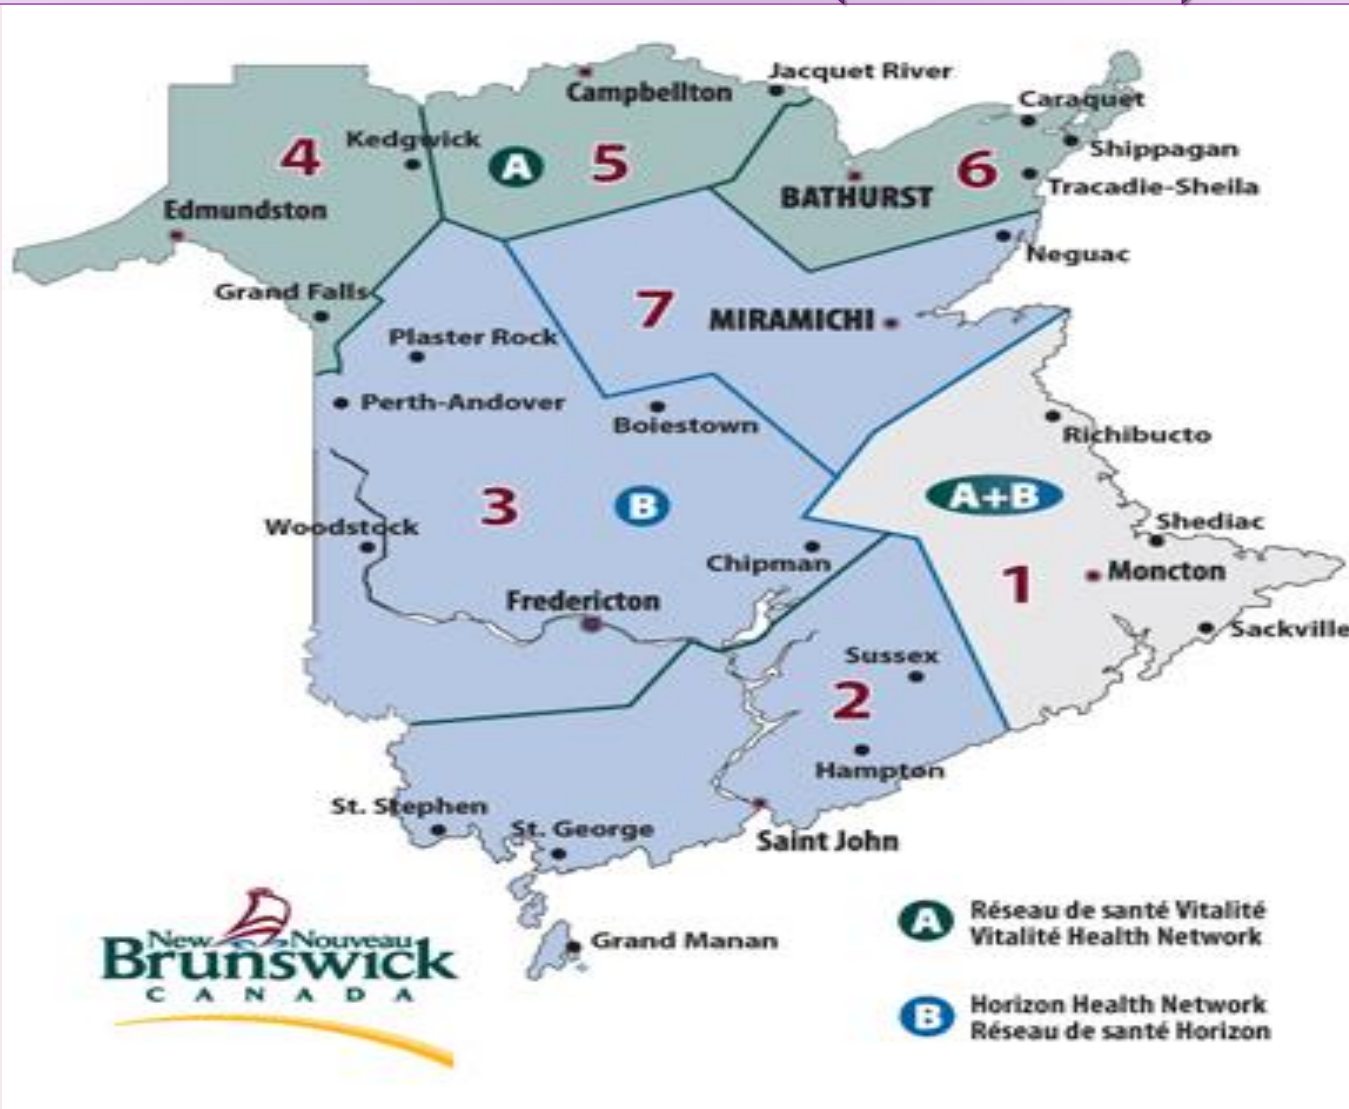 Jacquet River
Campbellton
Caraquet
Kedgwick
4
A
5
6
Shippagan
BATHURST
Tracadie-Sheila
Edmundston
Neguac
Grand Falls
7
MIRAMICHI
Plaster Rock
Perth-Andover
Boiestown
Richibucto
3
B
A+B
Woodstock
Shediac
Chipman
1
Moncton
Fredericton
Sackville
Sussex
2
Hampton
St. Stephen
St. George
Saint John
Grand Manan
New Nouveau
Brunswick
CANADA
A
Réseau de santé Vitalité
Vitalité Health Network
B
Horizon Health Network
Réseau de santé Horizon